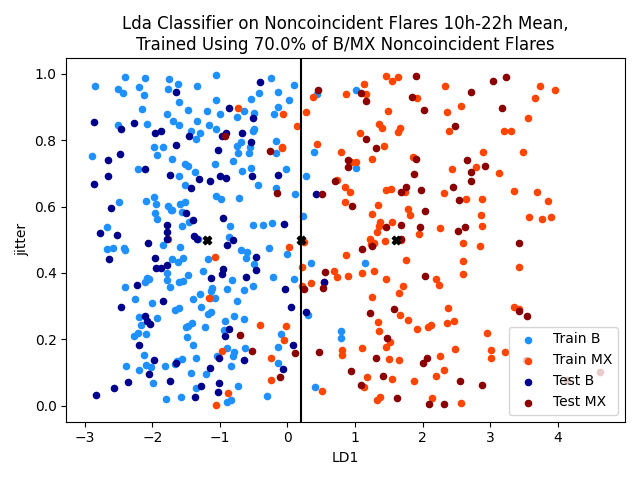 Lda Classifier on Noncoincident Flares 10h-22h Mean,
Trained Using 70.0% of B/MX Noncoincident Flares
1.0
0.8
0.6
0.4
0.2
0.0
jitter
−3
−2
−1
0
1
2
3
4
LD1
Train B
Train MX
Test B
Test MX